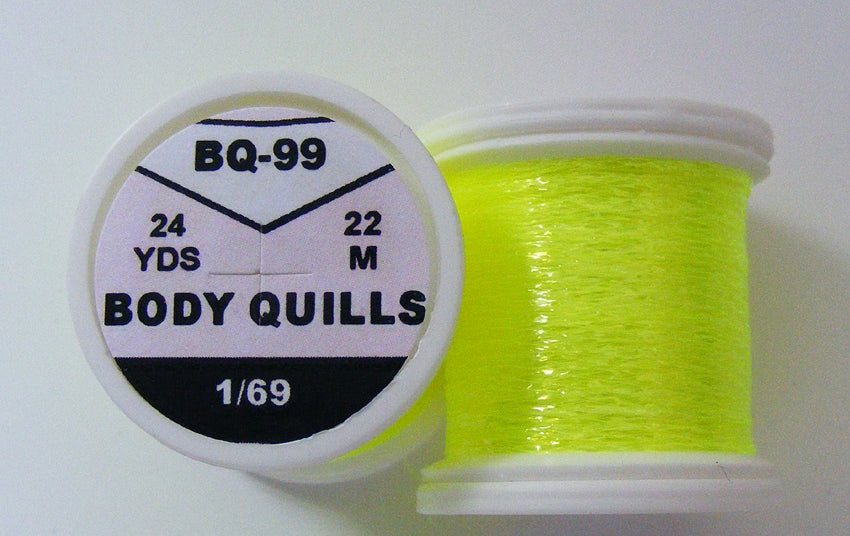 BQ-99
24 22
YDS M
BODY QUILLS
1/69